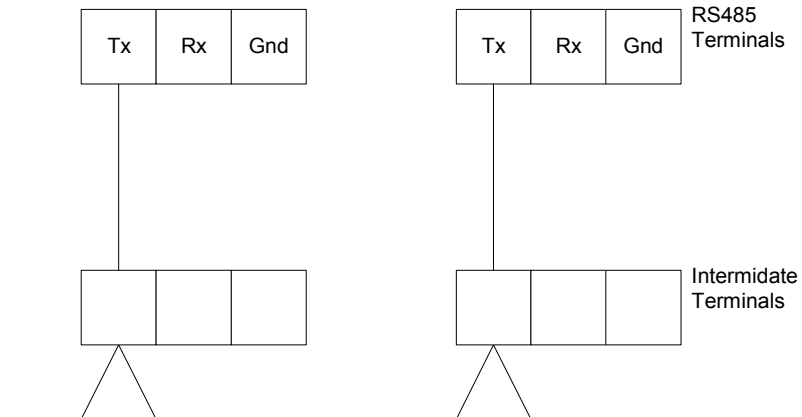 Tx Rx Gnd Tx Rx Gnd
RS485
Terminals
Intermidate
Terminals